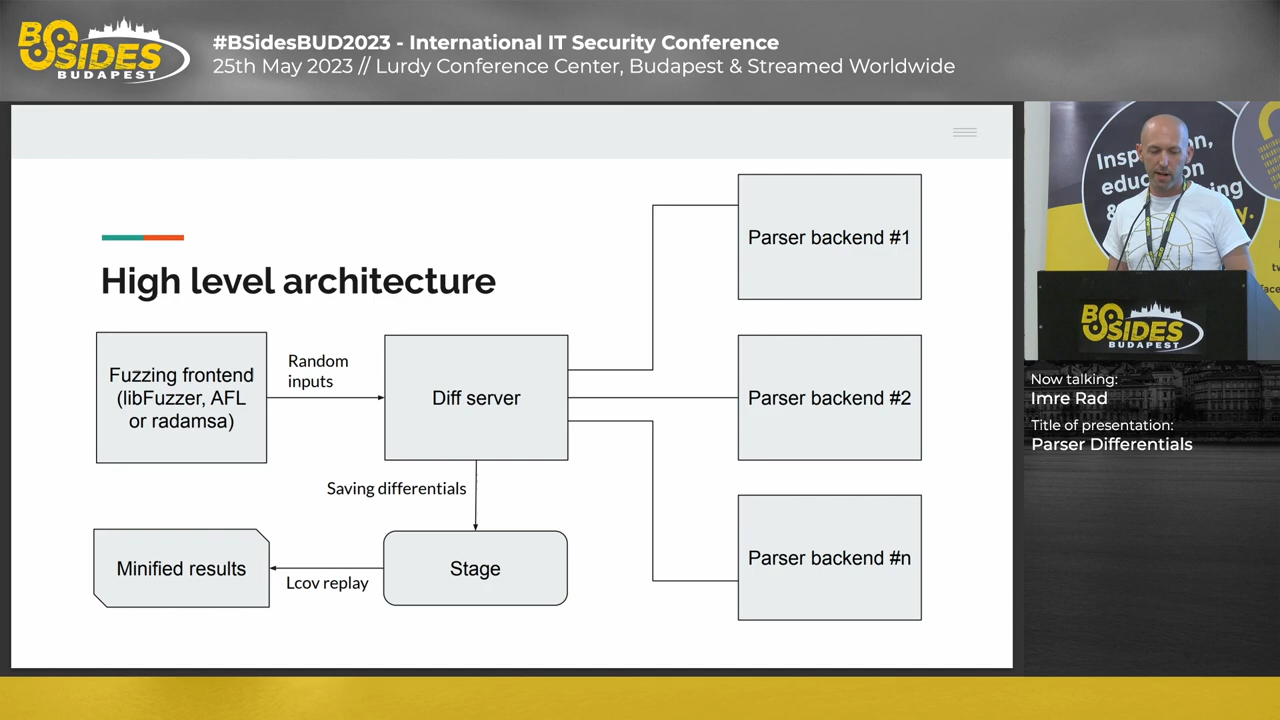 BSIDES
BUDAPEST
#BSidesBUD2023 - International IT Security Conference
25th May 2023 // Lurdy Conference Center, Budapest & Streamed Worldwide
High level architecture
Fuzzing frontend
(libFuzzer, AFL
or radamsa)
Random
inputs
Diff server
Parser backend #1
Parser backend #2
Parser backend #n
Saving differentials
Stage
Lcov replay
Minified results
BSIDES
BUDAPEST
Now talking:
Imre Rad
Title of presentation:
Parser Differentials